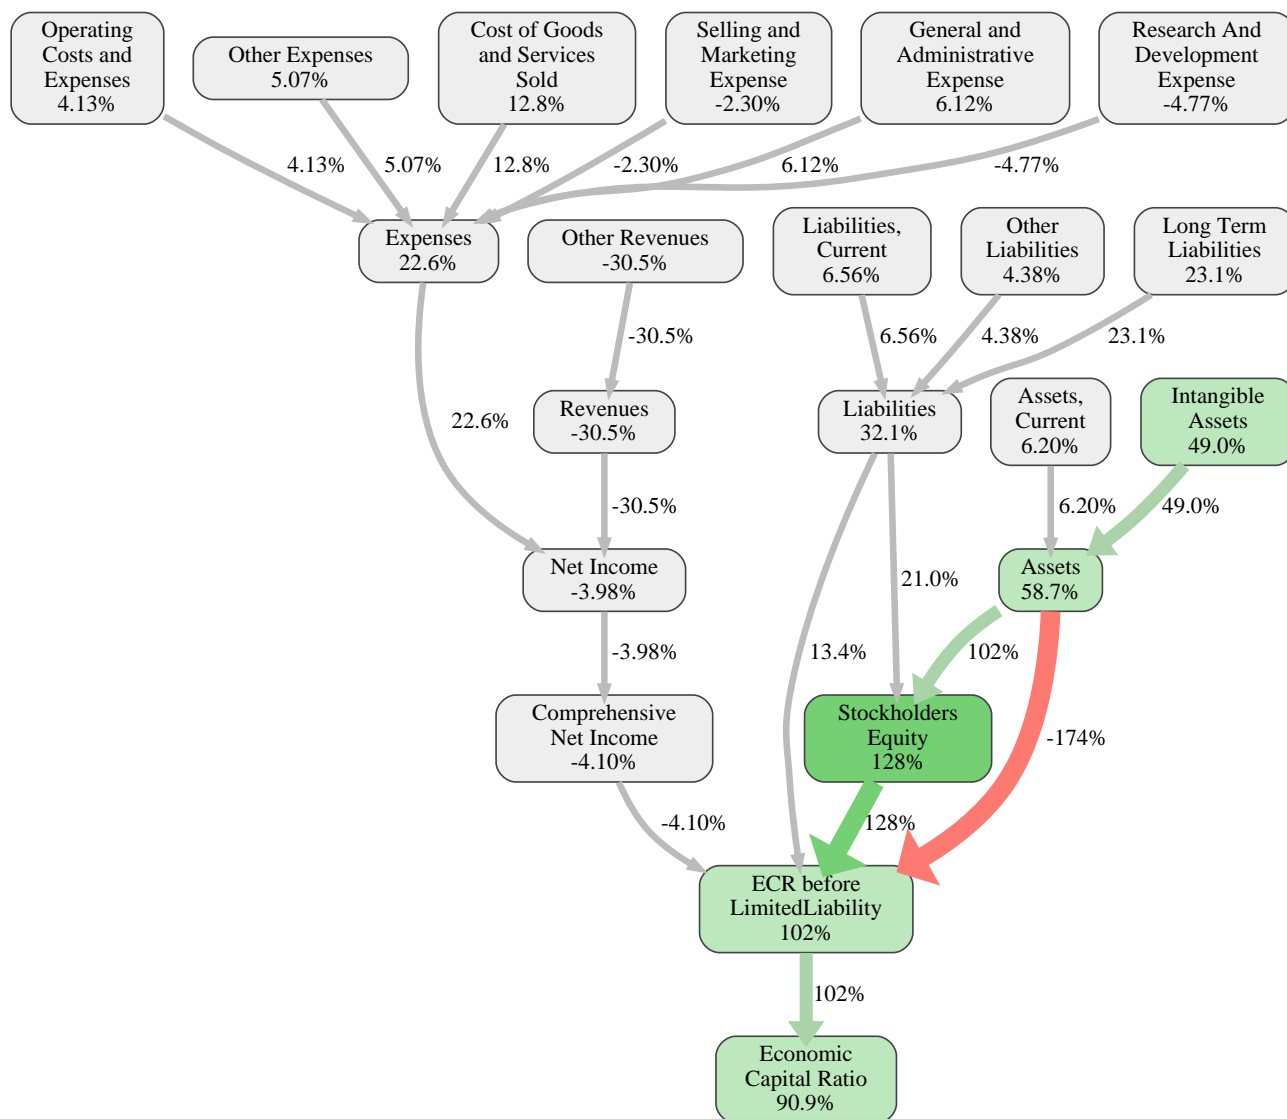 Operating
Costs and
Expenses
4.13%
Other Expenses
5.07%
Cost of Goods
and Services
Sold
12.8%
Selling and
Marketing
Expense
-2.30%
General and
Administrative
Expense
6.12%
Research And
Development
Expense
-4.77%
4.13%
5.07%
12.8%
-2.30%
6.12%
-4.77%
Expenses
22.6%
Other Revenues
-30.5%
Liabilities,
Current
6.56%
Other
Liabilities
4.38%
Long Term
Liabilities
23.1%
-30.5%
6.56%
4.38%
23.1%
22.6%
Revenues
-30.5%
Liabilities
32.1%
Assets,
Current
6.20%
Intangible
Assets
49.0%
-30.5%
6.20%
49.0%
Net Income
-3.98%
21.0%
Assets
58.7%
-3.98%
13.4%
102%
Comprehensive
Net Income
-4.10%
Stockholders
Equity
128%
-174%
-4.10%
128%
ECR before
LimitedLiability
102%
102%
Economic
Capital Ratio
90.9%